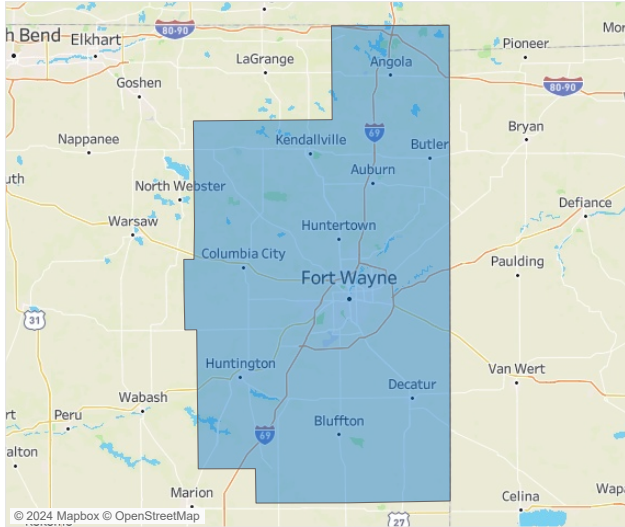 h Bend
Elkhart
80-90
LaGrange
Angola
Pioneer
Mor
Goshen
80-90
69
Bryan
Nappanee
Kendallville
Butler
uth
North Webster
Auburn
Warsaw
Huntertown
Defiance
Columbia City
Fort Wayne
Paulding
31
Huntington
Decatur
Van Wert
Wabash
rt
Peru
Bluffton
69
alton
Marion
Celina
Wapa
© 2024 Mapbox © OpenStreetMap
27